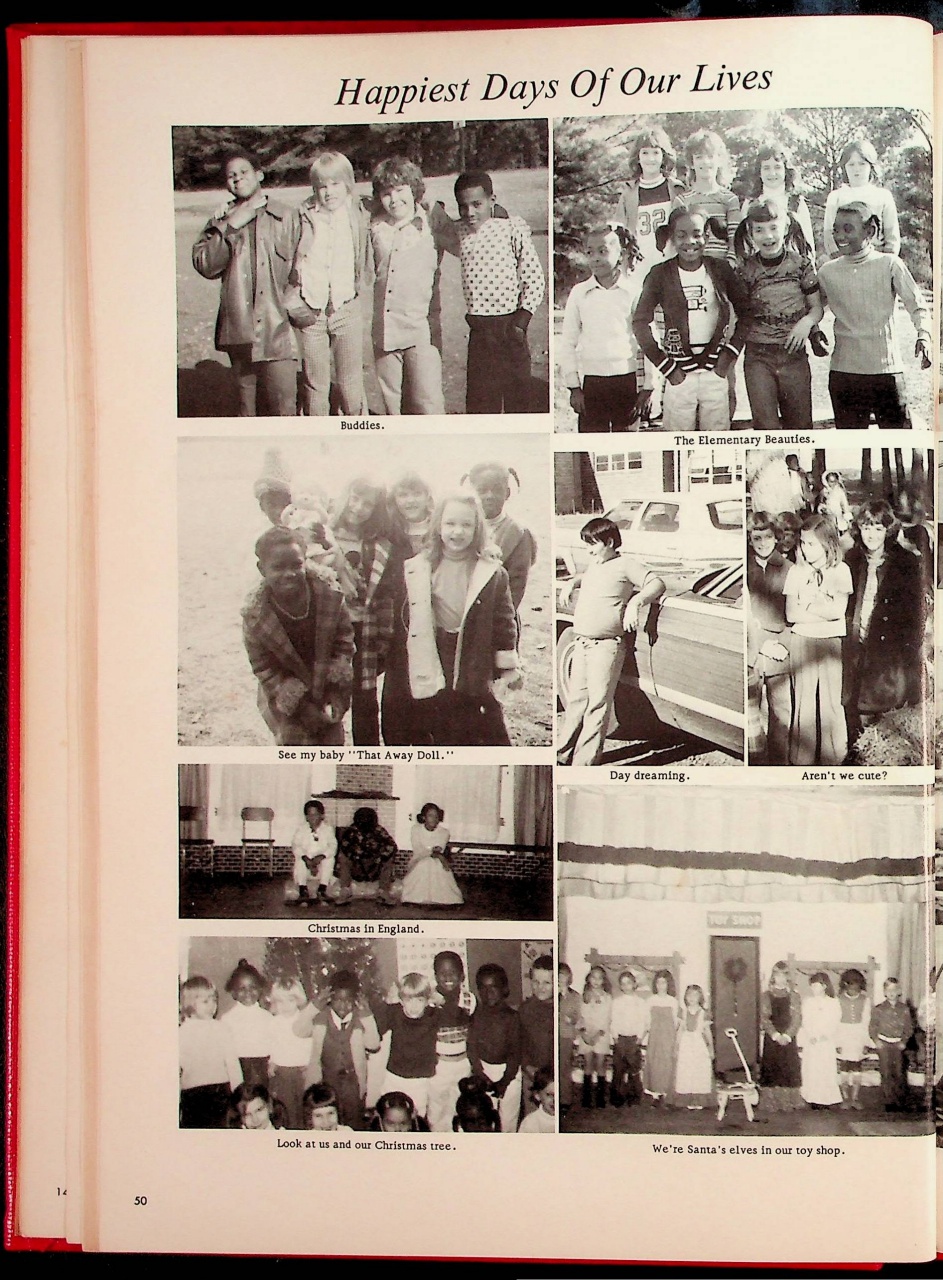 Happiest Days Of Our Lives
32
Buddies.
The Elementary Beauties.
See my baby "That Away Doll."
Day dreaming.
Aren't we cute?
Christmas in England.
TOY SHOP
Look at us and our Christmas tree.
We're Santa's elves in our toy shop.
14
50